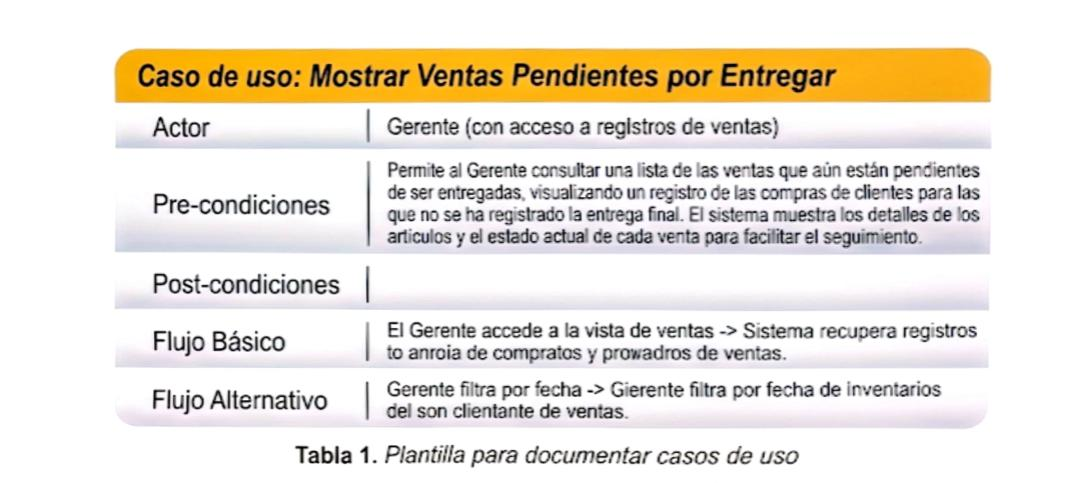 Caso de uso: Mostrar Ventas Pendientes por Entregar
Actor
Gerente (con acceso a registros de ventas)
Pre-condiciones
Permite al Gerente consultar una lista de las ventas que aún están pendientes
de ser entregadas, visualizando un registro de las compras de clientes para las
que no se ha registrado la entrega final. El sistema muestra los detalles de los
articulos y el estado actual de cada venta para facilitar el seguimiento.
Post-condiciones
Flujo Básico
El Gerente accede a la vista de ventas -> Sistema recupera registros
to anroia de compratos y prowadros de ventas.
Flujo Alternativo
Gerente filtra por fecha -> Gierente filtra por fecha de inventarios
del son clientante de ventas.
Tabla 1. Plantilla para documentar casos de uso